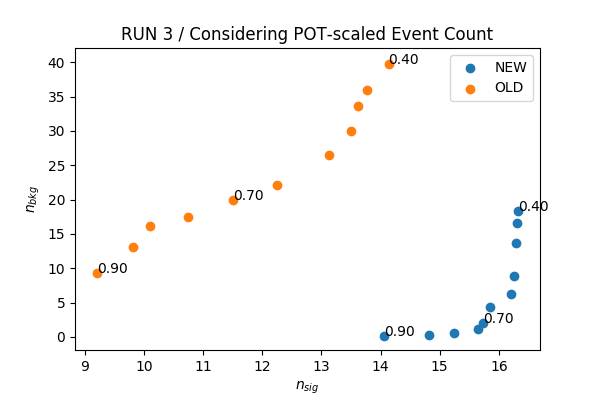 RUN 3 / Considering POT-scaled Event Count
NEW
OLD
0.40
0.70
0.90
0.40
0.70
0.90
40
35
30
25
20
15
10
5
0
n_bkg
9 10 11 12 13 14 15 16
n_sig